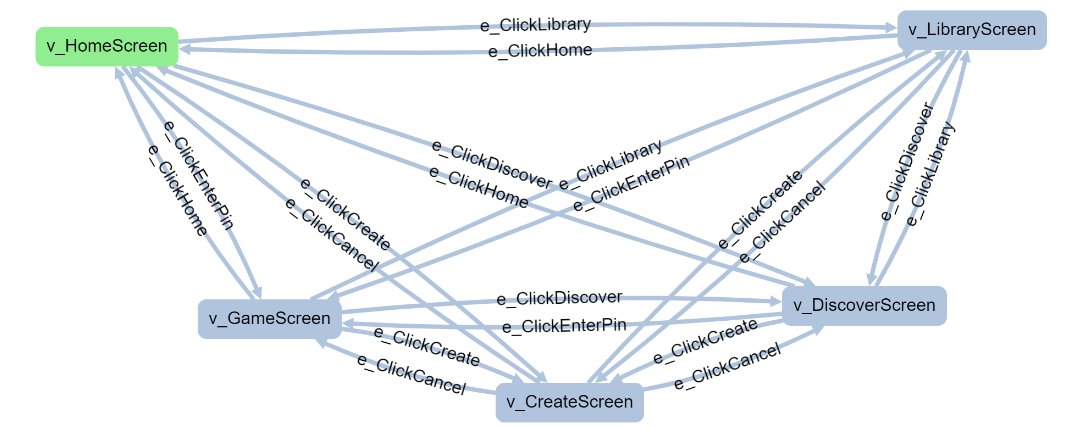 e_ClickLibrary
v_LibraryScreen
v_HomeScreen
e_ClickHome
e_ClickDiscover
e_ClickLibrary
e_ClickEnterPin
e_ClickHome
e_ClickDiscover
e_ClickHome
e_ClickLibrary
e_ClickEnterPin
e_ClickCreate
e_ClickCancel
e_ClickCreate
e_ClickCancel
v_GameScreen
e_ClickDiscover
e_ClickEnterPin
v_DiscoverScreen
e_ClickCreate
e_ClickCancel
e_ClickCreate
e_ClickCancel
v_CreateScreen